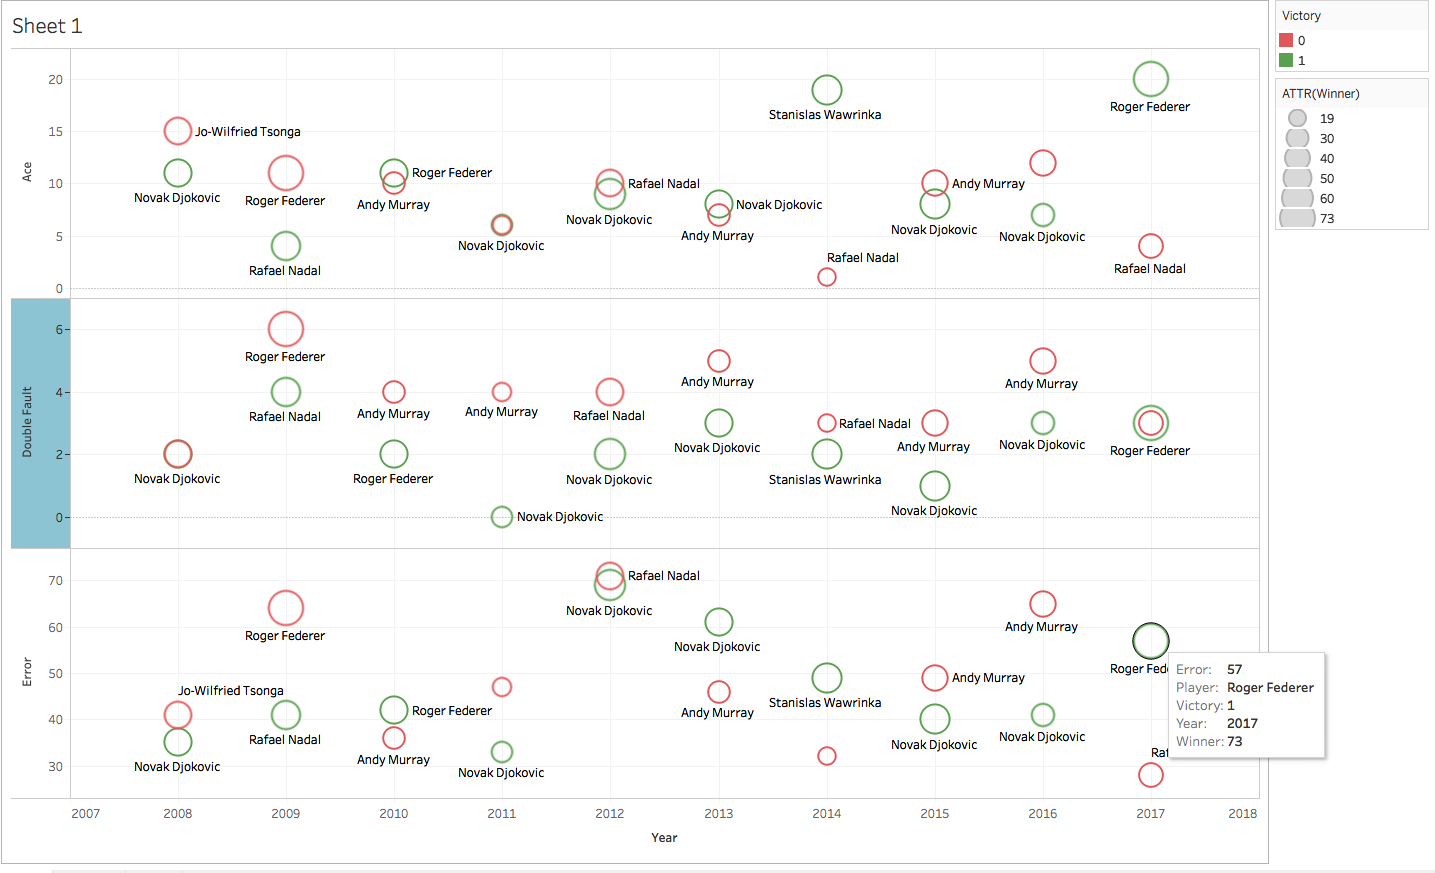 Sheet 1
Victory
0
1
ATTR(Winner)
19
30
40
50
60
73
Ace
20
15
10
5
0
Stanislas Wawrinka
Roger Federer
Jo-Wilfried Tsonga
Novak Djokovic
Roger Federer
Rafael Nadal
Roger Federer
Andy Murray
Novak Djokovic
Rafael Nadal
Novak Djokovic
Novak Djokovic
Andy Murray
Rafael Nadal
Andy Murray
Novak Djokovic
Novak Djokovic
Rafael Nadal
Double Fault
6
4
2
0
Roger Federer
Rafael Nadal
Novak Djokovic
Andy Murray
Roger Federer
Andy Murray
Novak Djokovic
Rafael Nadal
Novak Djokovic
Andy Murray
Novak Djokovic
Rafael Nadal
Stanislas Wawrinka
Andy Murray
Novak Djokovic
Andy Murray
Novak Djokovic
Roger Federer
Error
70
60
50
40
30
Jo-Wilfried Tsonga
Novak Djokovic
Roger Federer
Rafael Nadal
Roger Federer
Andy Murray
Novak Djokovic
Rafael Nadal
Novak Djokovic
Novak Djokovic
Andy Murray
Stanislas Wawrinka
Andy Murray
Novak Djokovic
Andy Murray
Novak Djokovic
Roger Fed
Raf
Error: 57
Player: Roger Federer
Victory: 1
Year: 2017
Winner: 73
2007 2008 2009 2010 2011 2012 2013 2014 2015 2016 2017 2018
Year